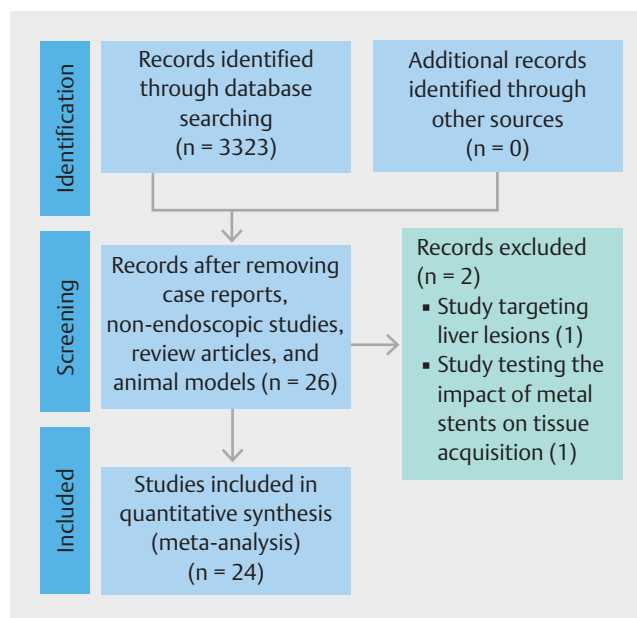 Identification
Records identified
through database
searching
(n = 3323)
Additional records
identified through
other sources
(n = 0)
Screening
Records after removing
case reports,
non-endoscopic studies,
review articles, and
animal models (n = 26)
Records excluded
(n = 2)
▪ Study targeting
liver lesions (1)
▪ Study testing the
impact of metal
stents on tissue
acquisition (1)
Included
Studies included in
quantitative synthesis
(meta-analysis)
(n = 24)